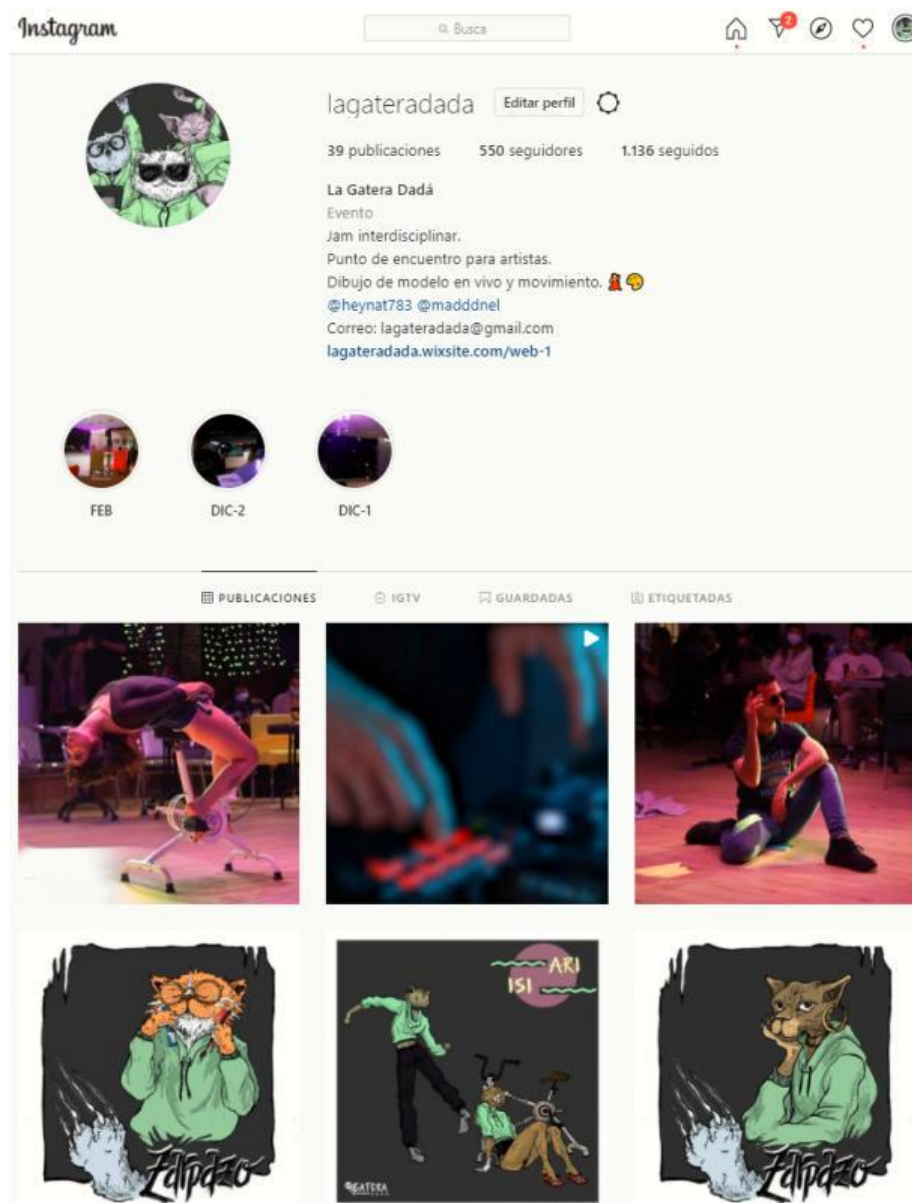 Instagram
Busca
2
lagateradada Editar perfil
39 publicaciones 550 seguidores 1.136 seguidos
La Gatera Dadá
Evento
Jam interdisciplinar.
Punto de encuentro para artistas.
Dibujo de modelo en vivo y movimiento.
@heynat783 @madddnel
Correo: lagateradada@gmail.com
lagateradada.wixsite.com/web-1
FEB DIC-2 DIC-1
PUBLICACIONES IGTV GUARDADAS ETIQUETADAS
ARI
ISI
Zarpazo GATERA Zarpazo